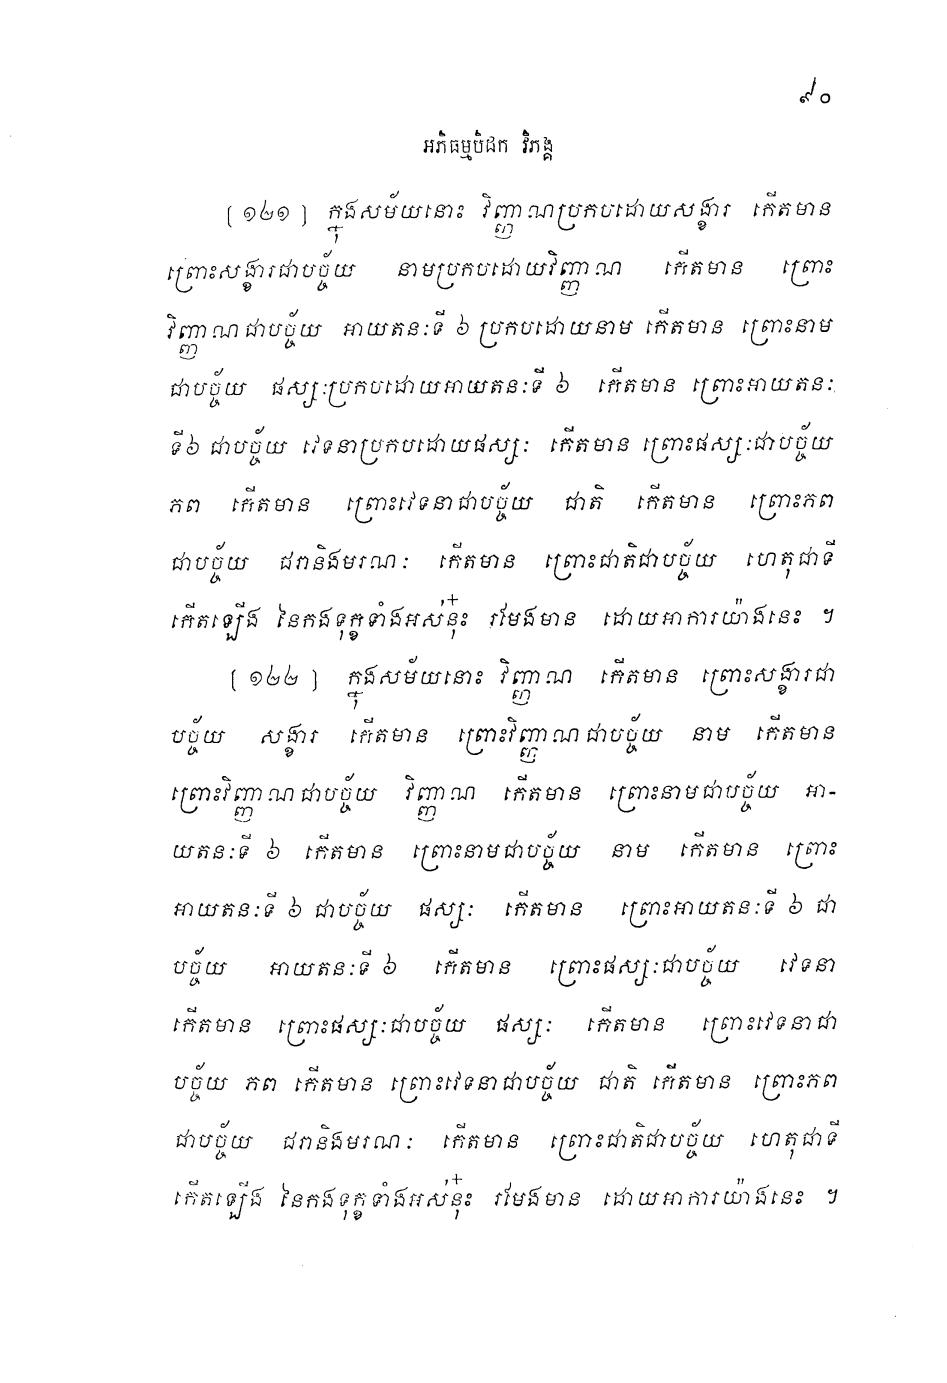 ៩០
អភិធម្មបិដក វិភង្គ
[ ១២១ ] ក្នុងសម័យនោះ វិញ្ញាណប្រកបដោយសង្ខារ កើតមាន
ព្រោះសង្ខារជាបច្ច័យ នាមប្រកបដោយវិញ្ញាណ កើតមាន ព្រោះ
វិញ្ញាណជាបច្ច័យ អាយតនៈទី ៦ ប្រកបដោយនាម កើតមាន ព្រោះនាម
ជាបច្ច័យ ផស្សៈប្រកបដោយអាយតនៈទី ៦ កើតមាន ព្រោះអាយតនៈ
ទី៦ ជាបច្ច័យ វេទនាប្រកបដោយផស្សៈ កើតមាន ព្រោះផស្សៈជាបច្ច័យ
ភព កើតមាន ព្រោះវេទនាជាបច្ច័យ ជាតិ កើតមាន ព្រោះភព
ជាបច្ច័យ ជរានិងមរណៈ កើតមាន ព្រោះជាតិជាបច្ច័យ ហេតុជាទី
កើតឡើង នៃកងទុក្ខទាំងអស់នុ៎ះ រមែងមាន ដោយអាការយ៉ាងនេះ ។
[ ១២២ ] ក្នុងសម័យនោះ វិញ្ញាណ កើតមាន ព្រោះសង្ខារជា
បច្ច័យ សង្ខារ កើតមាន ព្រោះវិញ្ញាណជាបច្ច័យ នាម កើតមាន
ព្រោះវិញ្ញាណជាបច្ច័យ វិញ្ញាណ កើតមាន ព្រោះនាមជាបច្ច័យ អា-
យតនៈទី ៦ កើតមាន ព្រោះនាមជាបច្ច័យ នាម កើតមាន ព្រោះ
អាយតនៈទី ៦ ជាបច្ច័យ ផស្សៈ កើតមាន ព្រោះអាយតនៈទី ៦ ជា
បច្ច័យ អាយតនៈទី ៦ កើតមាន ព្រោះផស្សៈជាបច្ច័យ វេទនា
កើតមាន ព្រោះផស្សៈជាបច្ច័យ ផស្សៈ កើតមាន ព្រោះវេទនាជា
បច្ច័យ ភព កើតមាន ព្រោះវេទនាជាបច្ច័យ ជាតិ កើតមាន ព្រោះភព
ជាបច្ច័យ ជរានិងមរណៈ កើតមាន ព្រោះជាតិជាបច្ច័យ ហេតុជាទី
កើតឡើង នៃកងទុក្ខទាំងអស់នុ៎ះ រមែងមាន ដោយអាការយ៉ាងនេះ ។